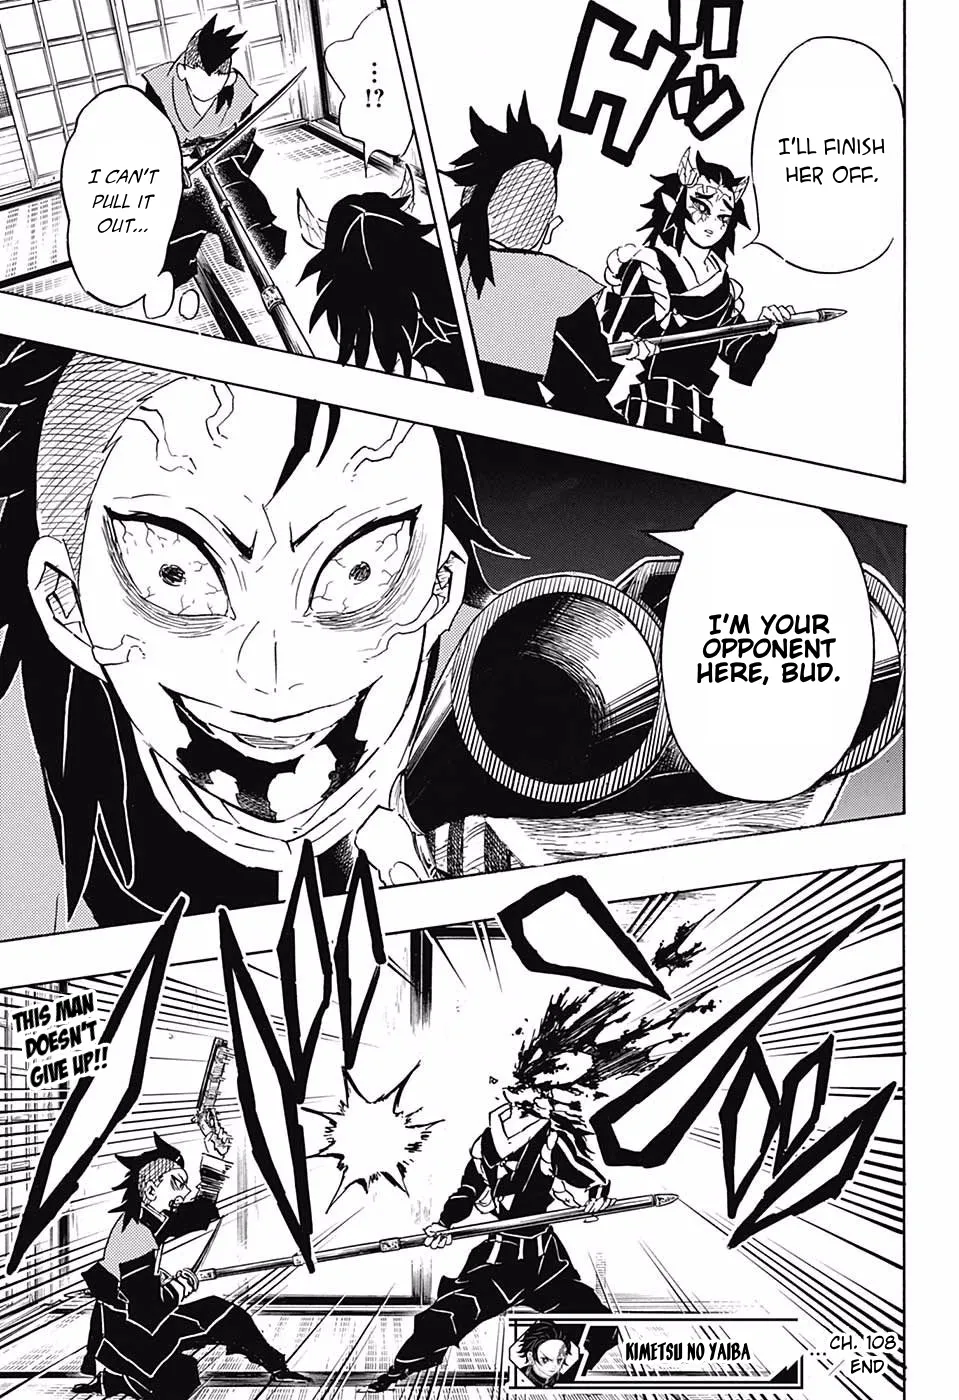 I'LL FINISH
HER OFF.
…
!?
I CAN'T
PULL IT
OUT...
I'M YOUR
OPPONENT
HERE, BUD.
THIS MAN
DOESN'T
GIVE UP!!
KIMETSU NO YAIBA
... CH. 108
END